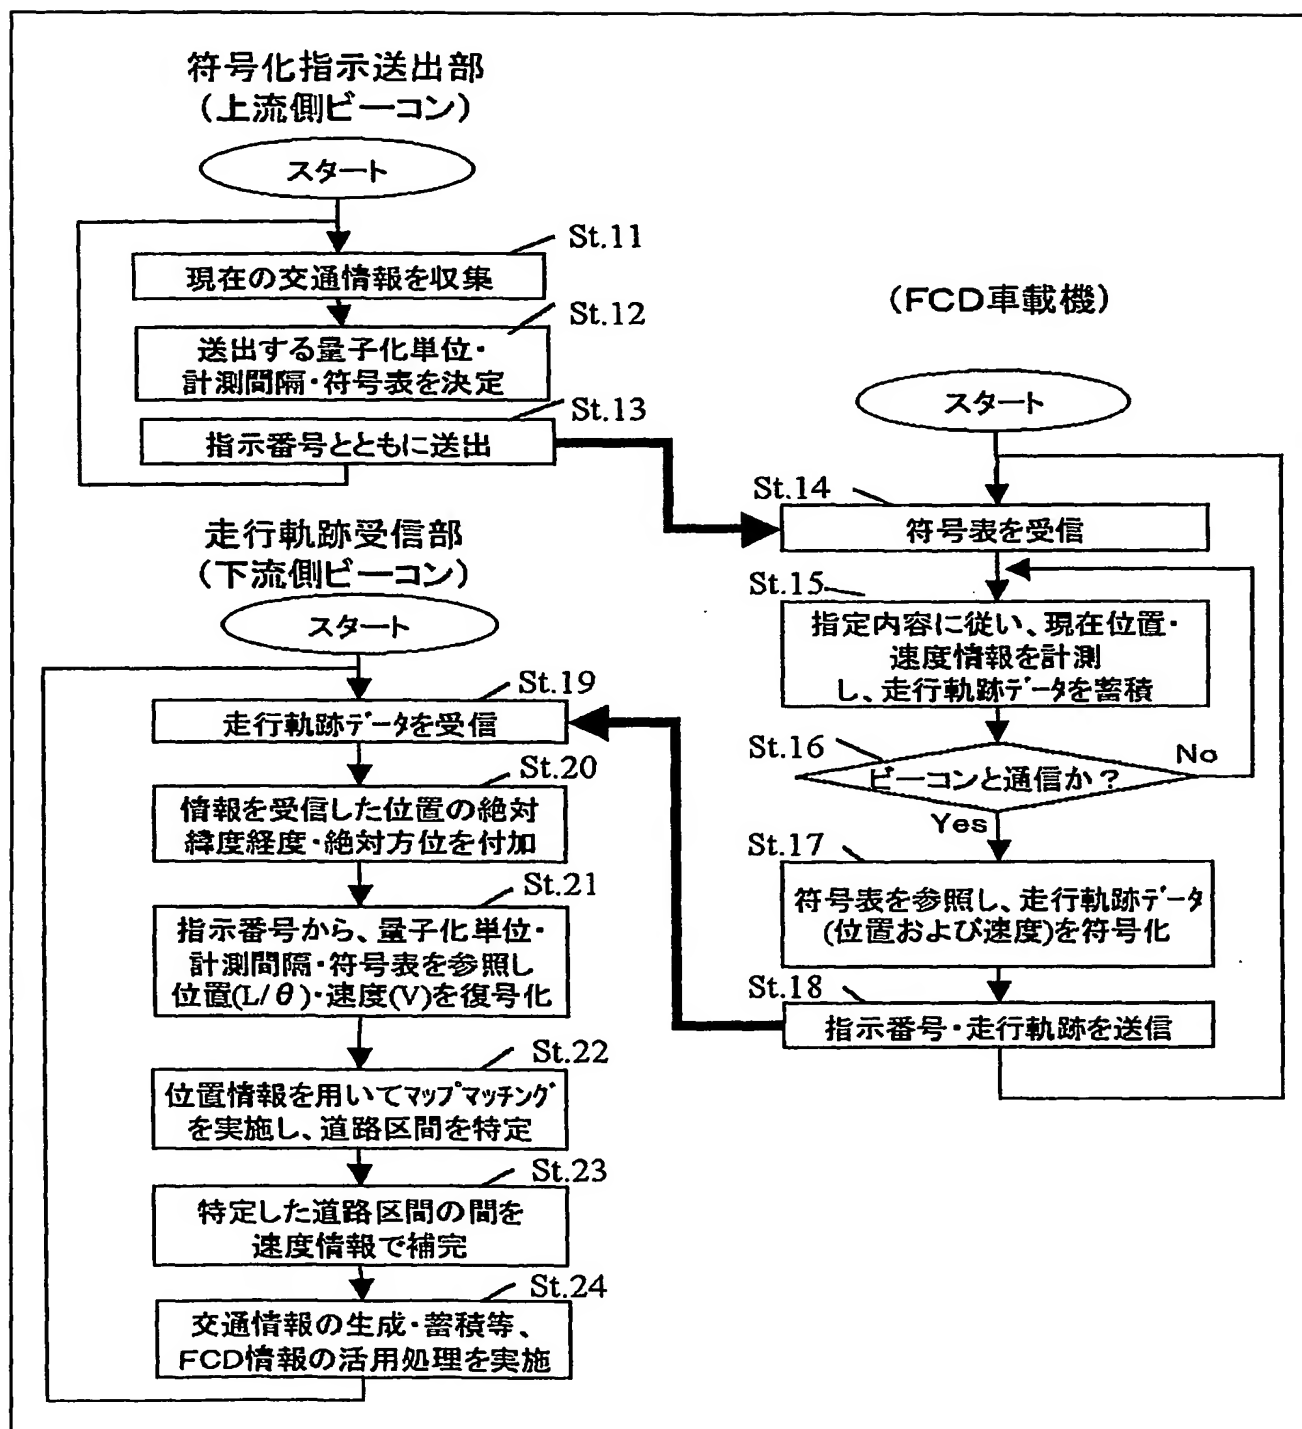 符号化指示送出部
(上流側ビーコン)
スタート
St.11
現在の交通情報を収集
St.12
送出する量子化単位・
計測間隔・符号表を決定
St.13
指示番号とともに送出
(FCD車載機)
スタート
St.14
符号表を受信
St.15
指定内容に従い、現在位置・
速度情報を計測
し、走行軌跡データを蓄積
St.16
ビーコンと通信か?
No
Yes
St.17
符号表を参照し、走行軌跡データ
(位置および速度)を符号化
St.18
指示番号・走行軌跡を送信
走行軌跡受信部
(下流側ビーコン)
スタート
St.19
走行軌跡データを受信
St.20
情報を受信した位置の絶対
緯度経度・絶対方位を付加
St.21
指示番号から、量子化単位・
計測間隔・符号表を参照し
位置(L/θ)・速度(V)を復号化
St.22
位置情報を用いてマップマッチング
を実施し、道路区間を特定
St.23
特定した道路区間の間を
速度情報で補完
St.24
交通情報の生成・蓄積等、
FCD情報の活用処理を実施